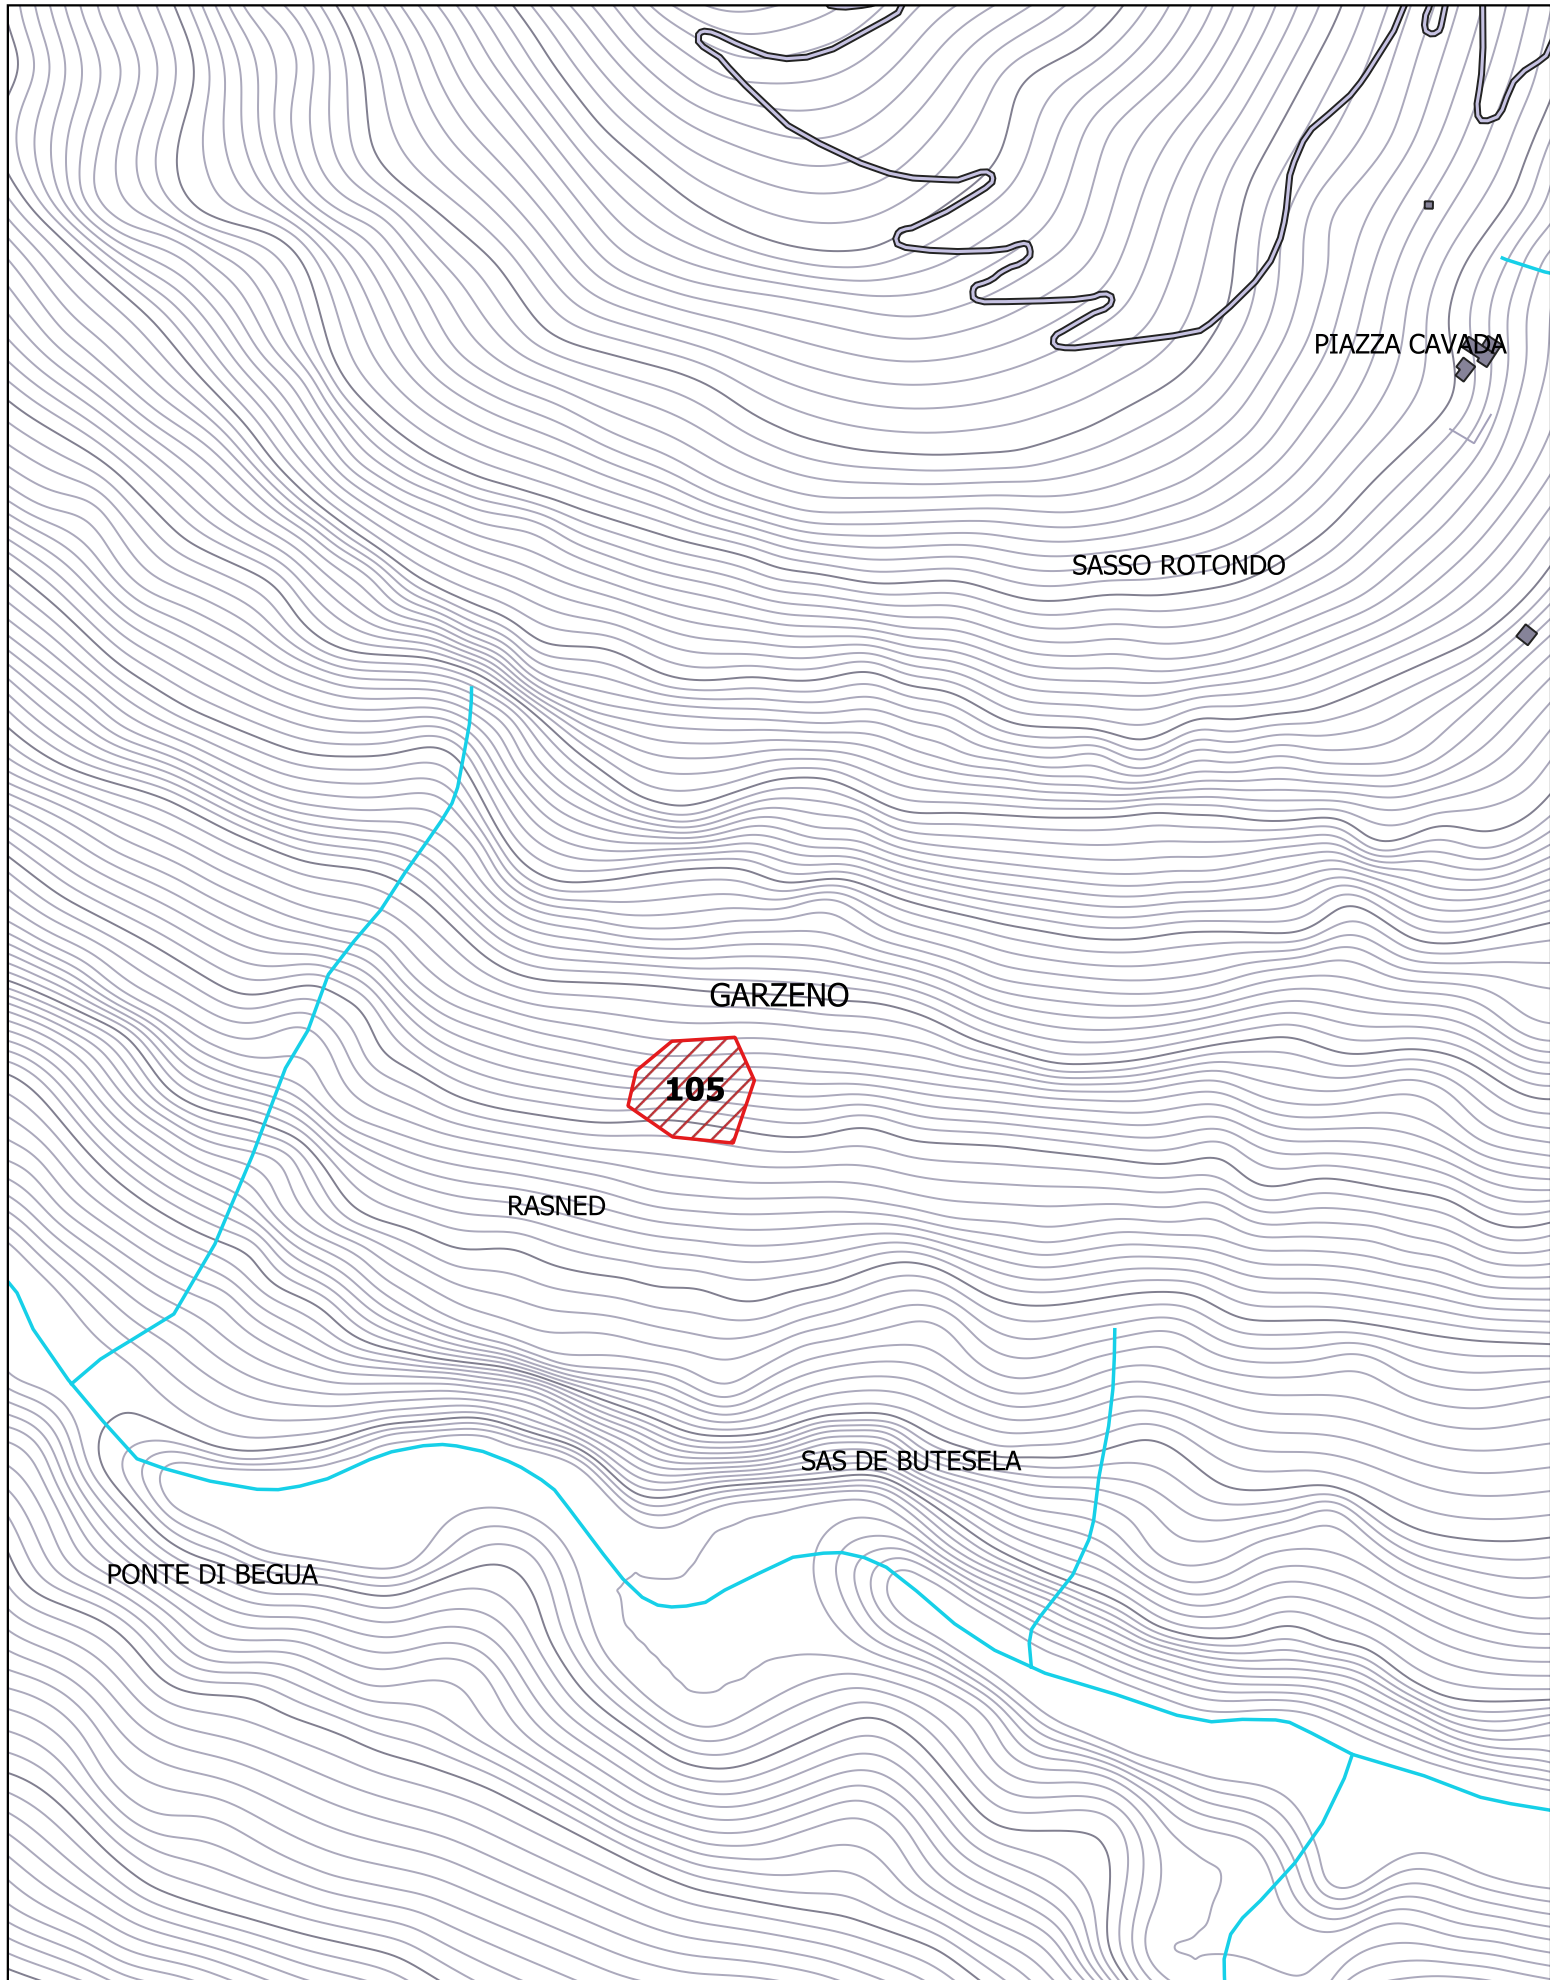 PIAZZA CAVADA
SASSO ROTONDO
GARZENO
105
RASNED
SAS DE BUTESELA
PONTE DI BEGUA